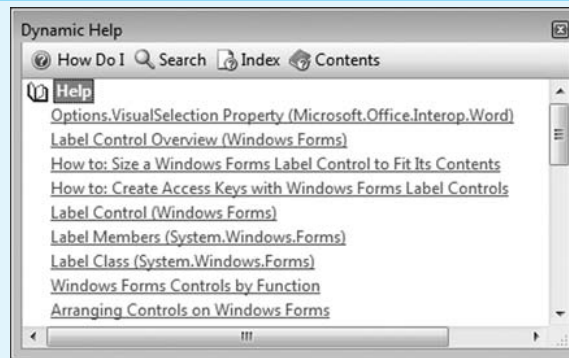 Dynamic Help
How Do I Search Index Contents
Help
Options.VisualSelection Property (Microsoft.Office.Interop.Word)
Label Control Overview (Windows Forms)
How to: Size a Windows Forms Label Control to Fit Its Contents
How to: Create Access Keys with Windows Forms Label Controls
Label Control (Windows Forms)
Label Members (System.Windows.Forms)
Label Class (System.Windows.Forms)
Windows Forms Controls by Function
Arranging Controls on Windows Forms